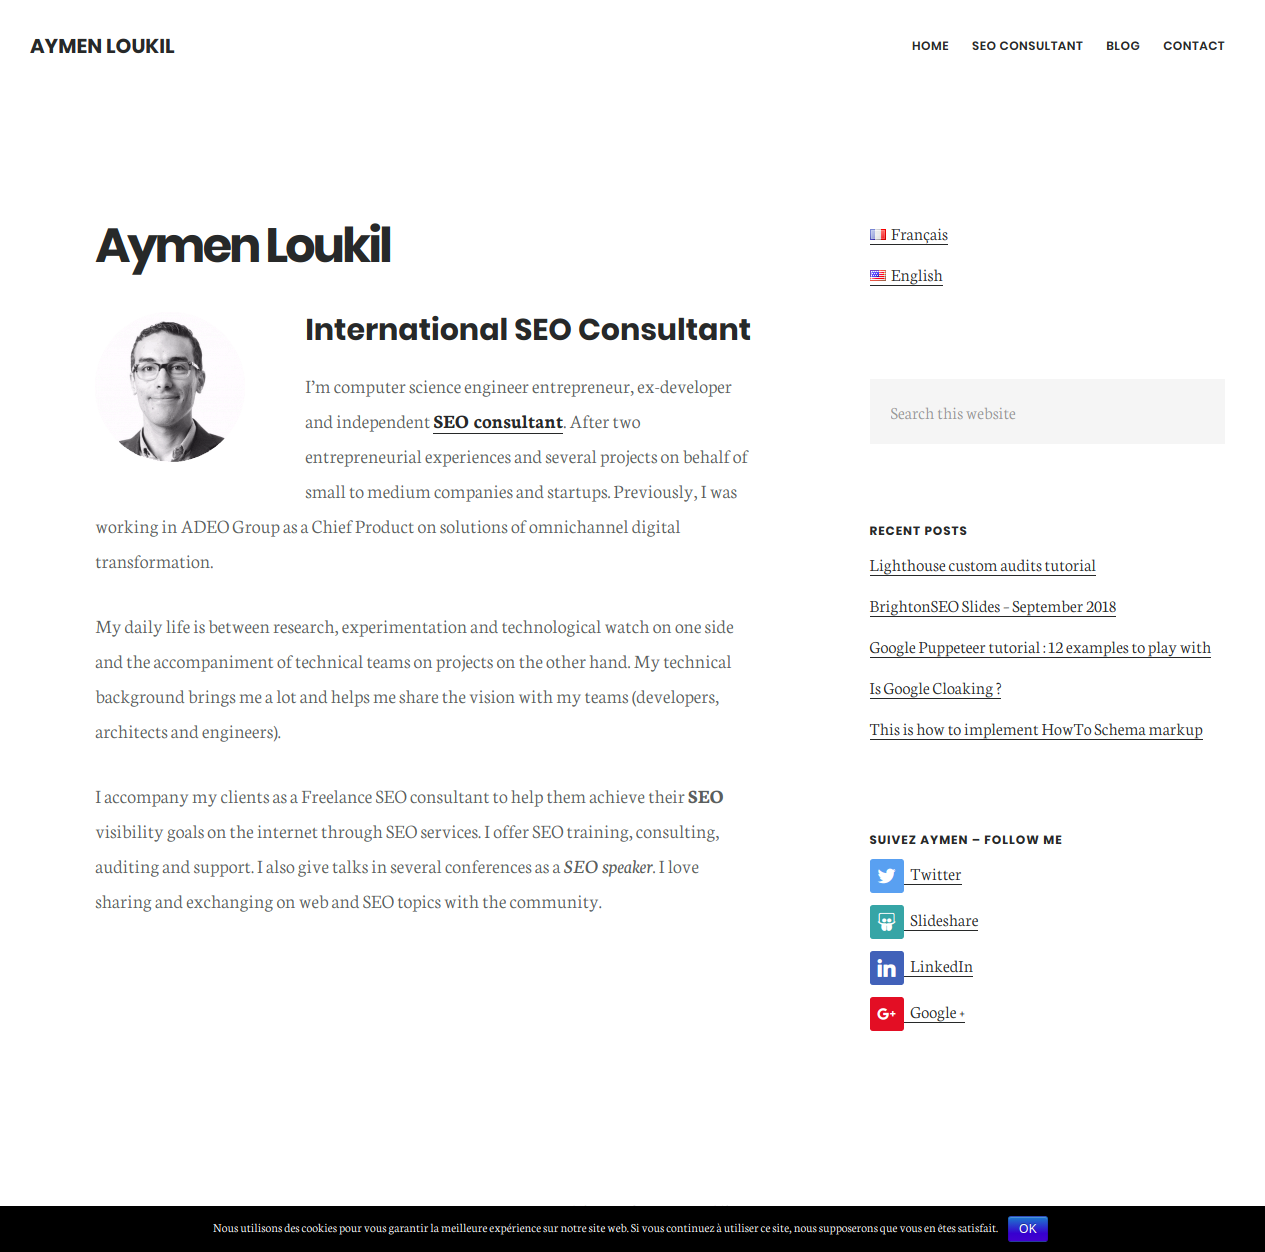 AYMEN LOUKIL
HOME SEO CONSULTANT BLOG CONTACT
Aymen Loukil
International SEO Consultant
I'm computer science engineer entrepreneur, ex-developer
and independent SEO consultant. After two
entrepreneurial experiences and several projects on behalf of
small to medium companies and startups. Previously, I was
working in ADEO Group as a Chief Product on solutions of omnichannel digital
transformation.
My daily life is between research, experimentation and technological watch on one side
and the accompaniment of technical teams on projects on the other hand. My technical
background brings me a lot and helps me share the vision with my teams (developers,
architects and engineers).
I accompany my clients as a Freelance SEO consultant to help them achieve their SEO
visibility goals on the internet through SEO services. I offer SEO training, consulting,
auditing and support. I also give talks in several conferences as a SEO speaker. I love
sharing and exchanging on web and SEO topics with the community.
Français
English
Search this website
RECENT POSTS
Lighthouse custom audits tutorial
BrightonSEO Slides – September 2018
Google Puppeteer tutorial : 12 examples to play with
Is Google Cloaking ?
This is how to implement HowTo Schema markup
SUIVEZ AYMEN – FOLLOW ME
Twitter
Slideshare
in LinkedIn
G+ Google +
Nous utilisons des cookies pour vous garantir la meilleure expérience sur notre site web. Si vous continuez à utiliser ce site, nous supposerons que vous en êtes satisfait. OK